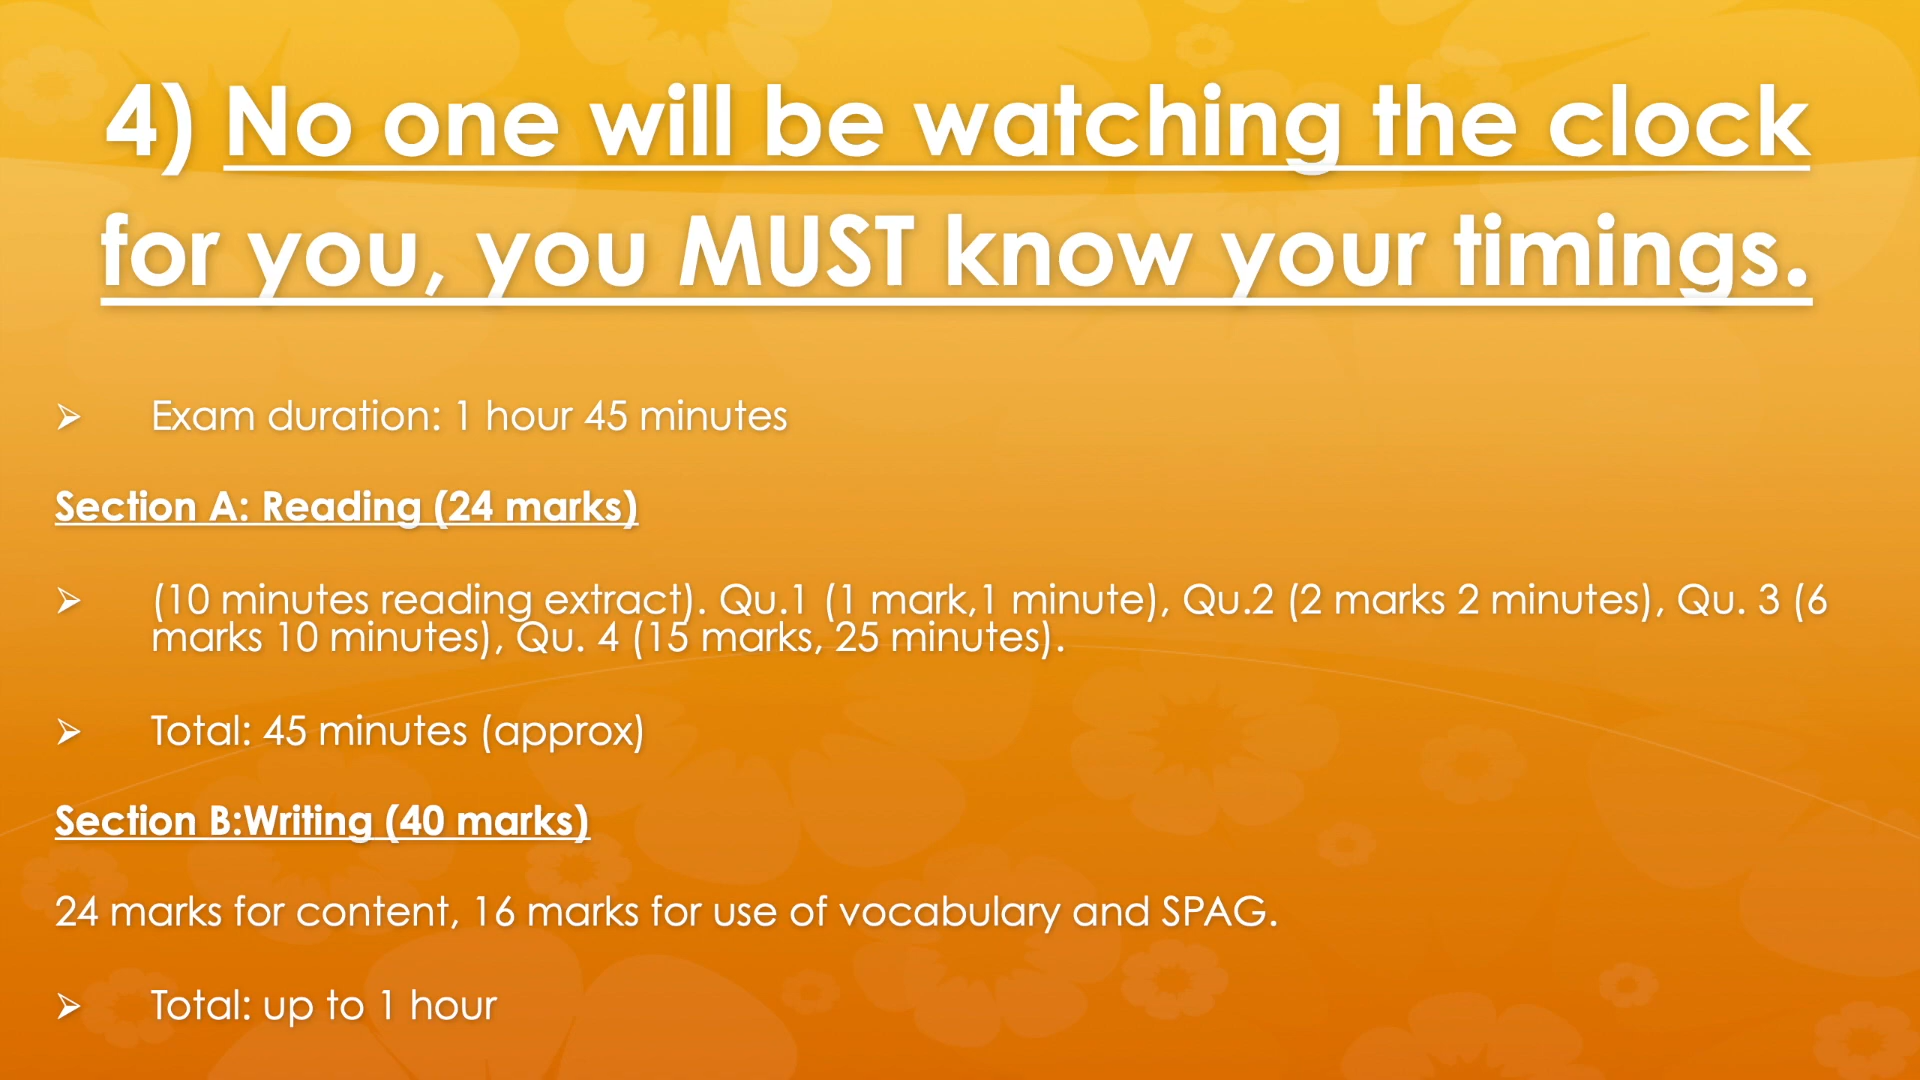 4) No one will be watching the clock
for you, you MUST know your timings.
➢ Exam duration: 1 hour 45 minutes
Section A: Reading (24 marks)
➢ (10 minutes reading extract). Qu.1 (1 mark,1 minute), Qu.2 (2 marks 2 minutes), Qu. 3 (6
marks 10 minutes), Qu. 4 (15 marks, 25 minutes).
➢ Total: 45 minutes (approx)
Section B:Writing (40 marks)
24 marks for content, 16 marks for use of vocabulary and SPAG.
➢ Total: up to 1 hour